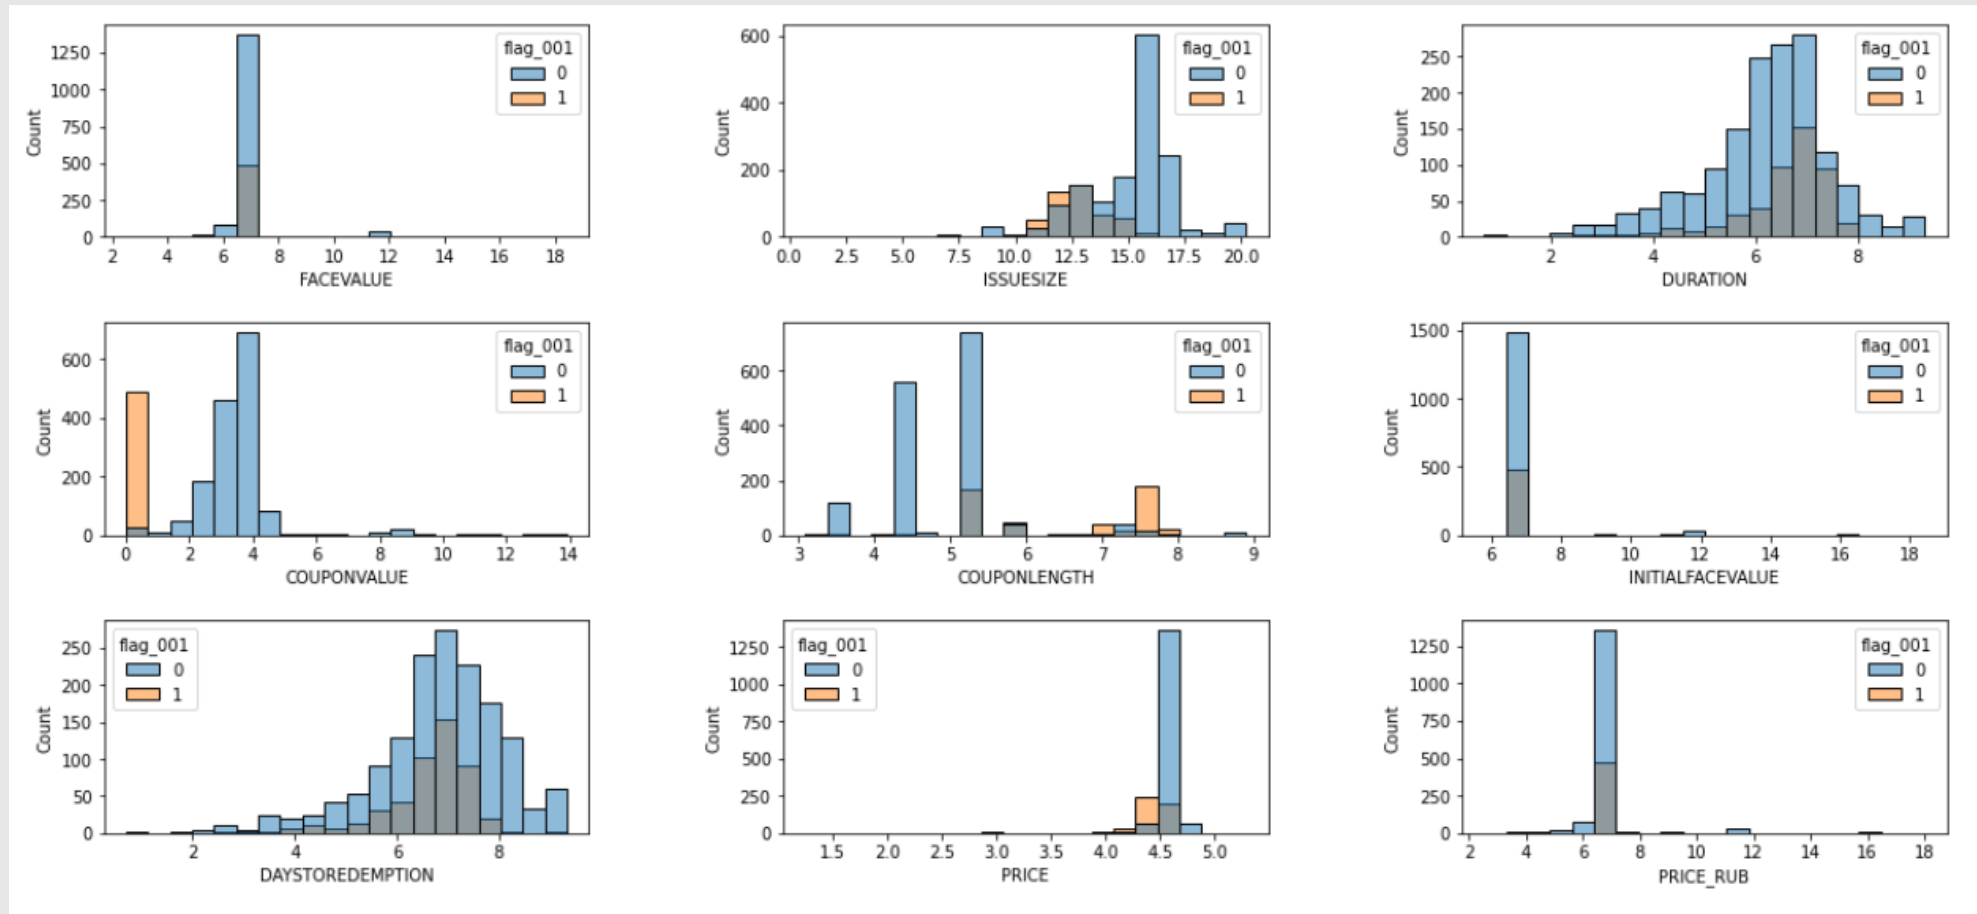 flag_001
0
1
Count
1250
1000
750
500
250
0
2 4 6 8 10 12 14 16 18
FACEVALUE
flag_001
0
1
Count
600
400
200
0
0.0 2.5 5.0 7.5 10.0 12.5 15.0 17.5 20.0
ISSUESIZE
flag_001
0
1
Count
250
200
150
100
50
0
2 4 6 8
DURATION
flag_001
0
1
Count
600
400
200
0
0 2 4 6 8 10 12 14
COUPONVALUE
flag_001
0
1
Count
600
400
200
0
3 4 5 6 7 8 9
COUPONLENGTH
flag_001
0
1
Count
1500
1000
500
0
6 8 10 12 14 16 18
INITIALFACEVALUE
flag_001
0
1
Count
250
200
150
100
50
0
2 4 6 8
DAYSTOREDEMPTION
flag_001
0
1
Count
1250
1000
750
500
250
0
1.5 2.0 2.5 3.0 3.5 4.0 4.5 5.0
PRICE
flag_001
0
1
Count
1250
1000
750
500
250
0
2 4 6 8 10 12 14 16 18
PRICE_RUB